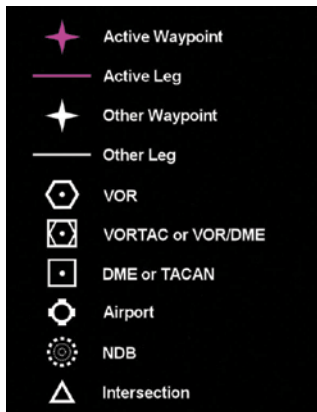 Active Waypoint
Active Leg
Other Waypoint
Other Leg
VOR
VORTAC or VOR/DME
DME or TACAN
Airport
NDB
Intersection